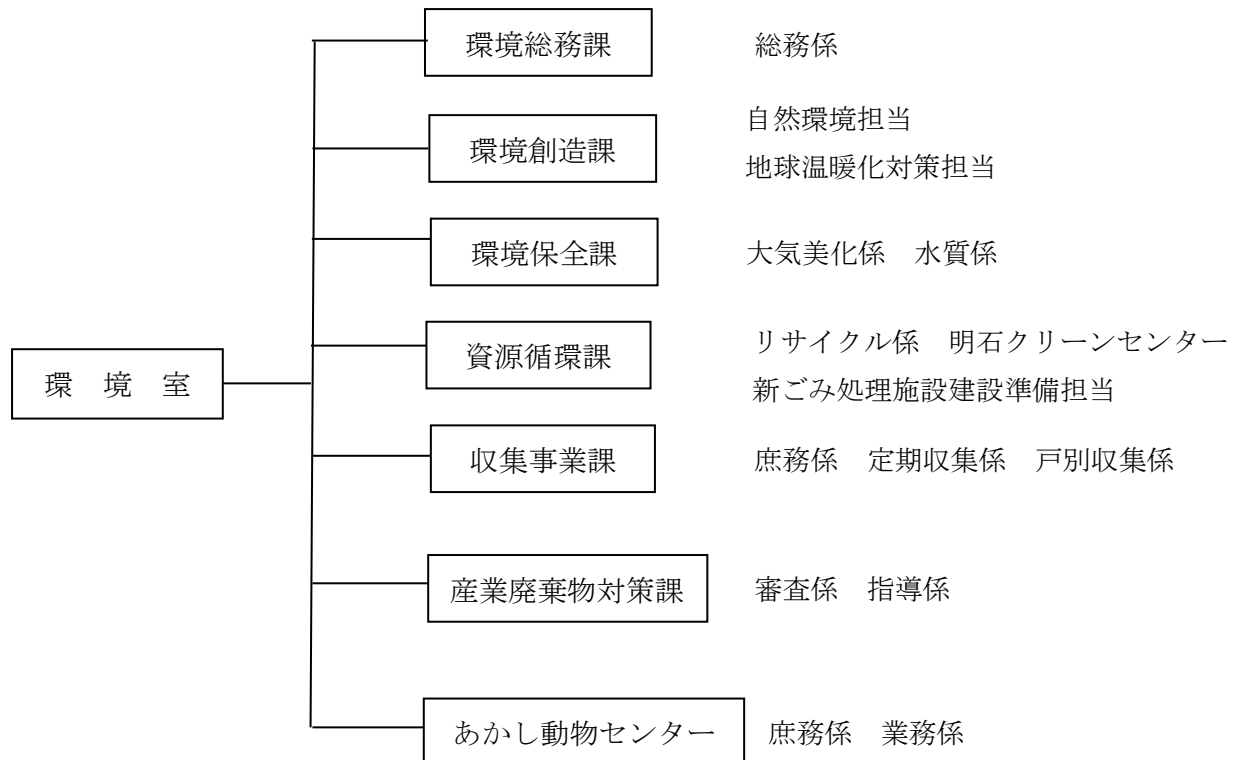 環境総務課　総務係
環境創造課　自然環境担当
地球温暖化対策担当
環境保全課　大気美化係　水質係
資源循環課　リサイクル係　明石クリーンセンター
新ごみ処理施設建設準備担当
環　境　室
収集事業課　庶務係　定期収集係　戸別収集係
産業廃棄物対策課　審査係　指導係
あかし動物センター　庶務係　業務係